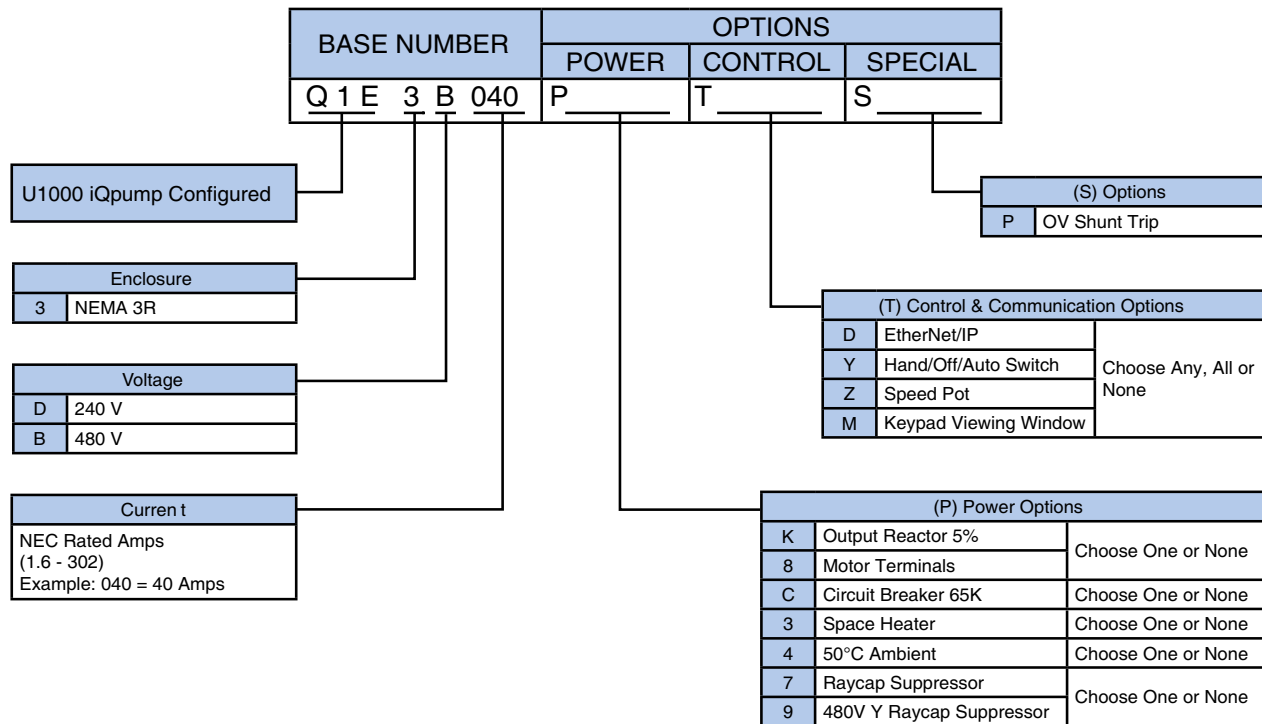 BASE NUMBER
OPTIONS
POWER CONTROL SPECIAL
Q 1 E 3 B 040 P T S
U1000 iQpump Configured
Enclosure
3 NEMA 3R
Voltage
D 240 V
B 480 V
Curren t
NEC Rated Amps
(1.6 - 302)
Example: 040 = 40 Amps
(S) Options
P OV Shunt Trip
(T) Control & Communication Options
D EtherNet/IP
Y Hand/Off/Auto Switch
Z Speed Pot
M Keypad Viewing Window
Choose Any, All or
None
(P) Power Options
K Output Reactor 5%
8 Motor Terminals
Choose One or None
C Circuit Breaker 65K Choose One or None
3 Space Heater Choose One or None
4 50°C Ambient Choose One or None
7 Raycap Suppressor
9 480V Y Raycap Suppressor
Choose One or None